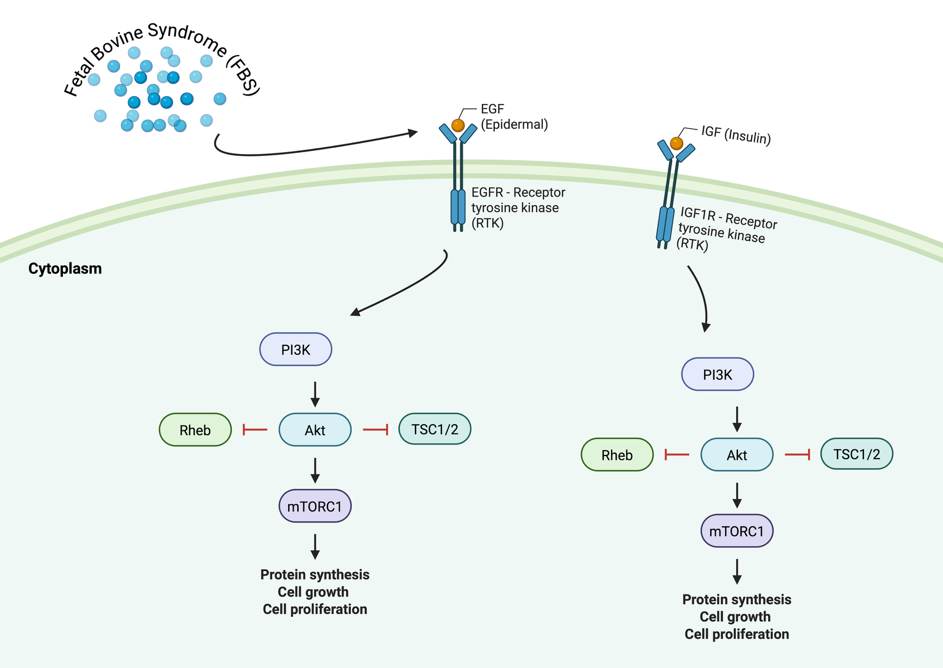 Fetal Bovine Syndrome (FBS)
EGF
(Epidermal)
IGF (Insulin)
EGFR - Receptor
tyrosine kinase
(RTK)
IGF1R - Receptor
tyrosine kinase
(RTK)
Cytoplasm
PI3K
Rheb
Akt
TSC1/2
mTORC1
Protein synthesis
Cell growth
Cell proliferation
PI3K
Rheb
Akt
TSC1/2
mTORC1
Protein synthesis
Cell growth
Cell proliferation